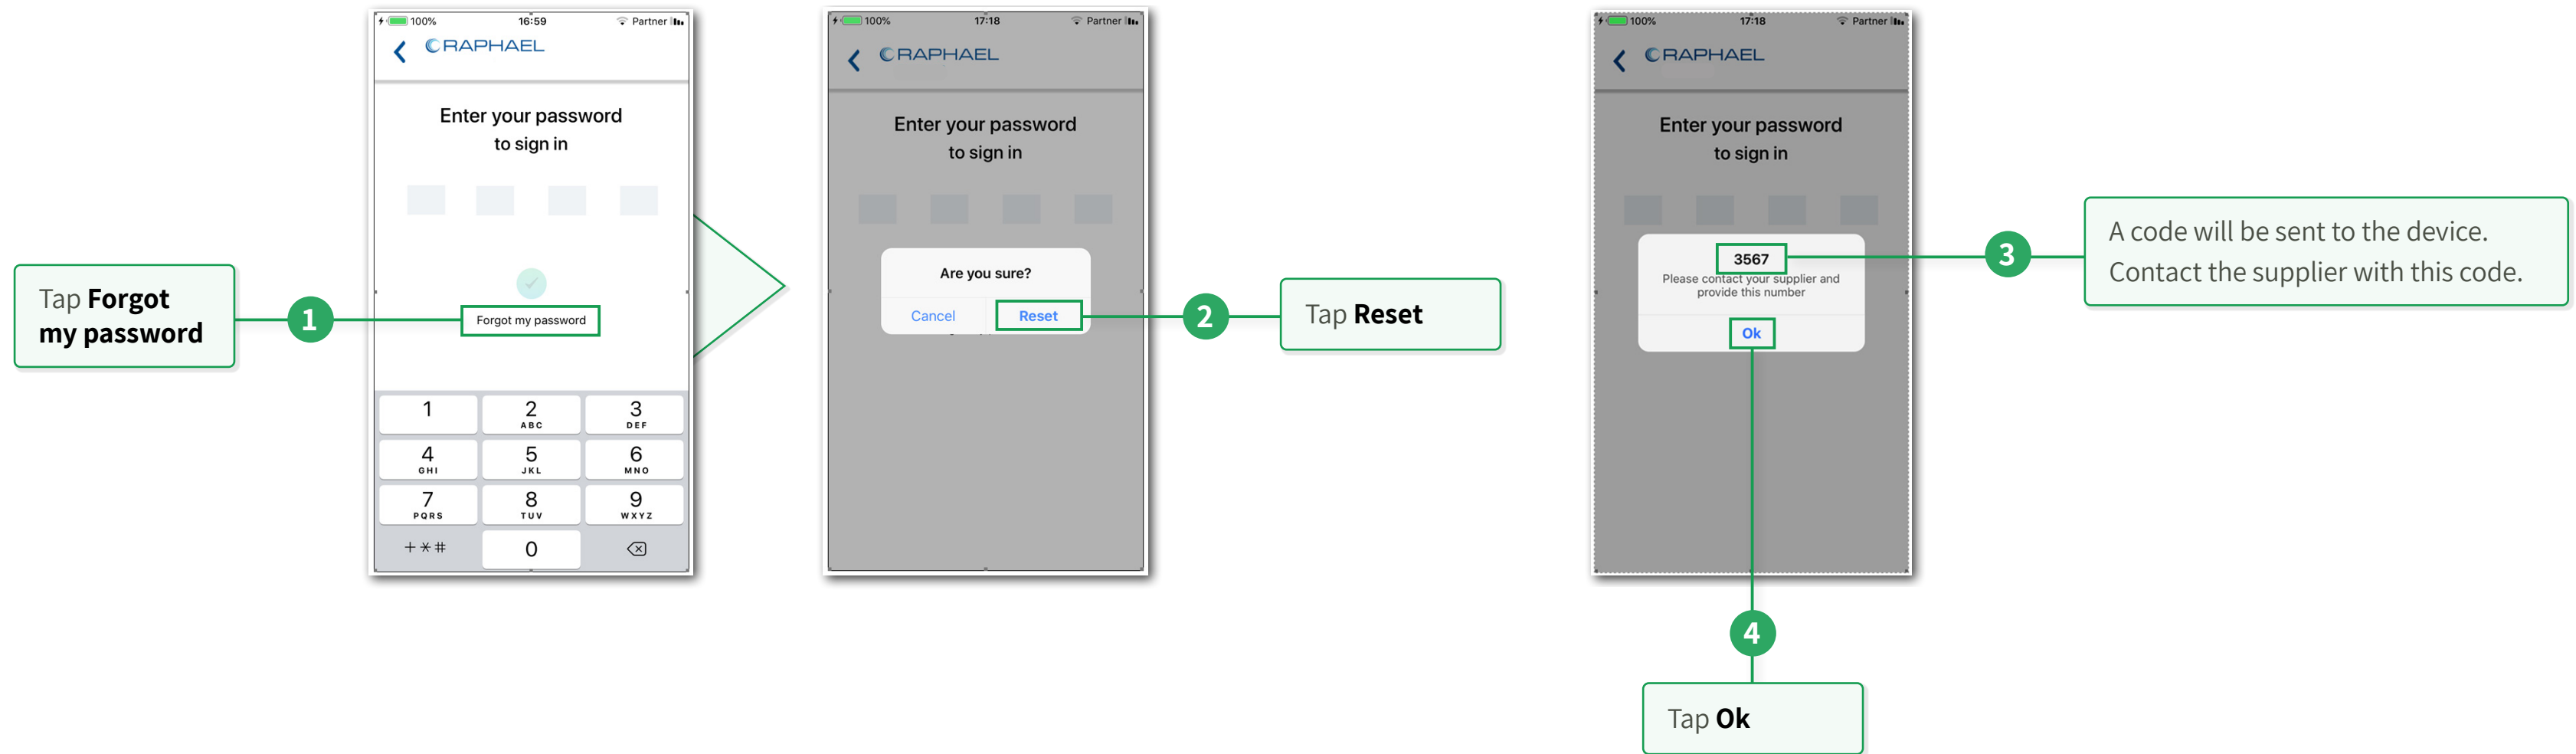 Tap Forgot
my password
1
100% 16:59 Partner
RAPHAEL
Enter your password
to sign in
Forgot my password
1 2 3
ABC DEF
4 5 6
GHI JKL MNO
7 8 9
PQRS TUV WXYZ
+*# 0
100% 17:18 Partner
RAPHAEL
Enter your password
to sign in
Are you sure?
Cancel Reset
2
Tap Reset
100% 17:18 Partner
RAPHAEL
Enter your password
to sign in
3567
Please contact your supplier and
provide this number
Ok
3
A code will be sent to the device.
Contact the supplier with this code.
4
Tap Ok